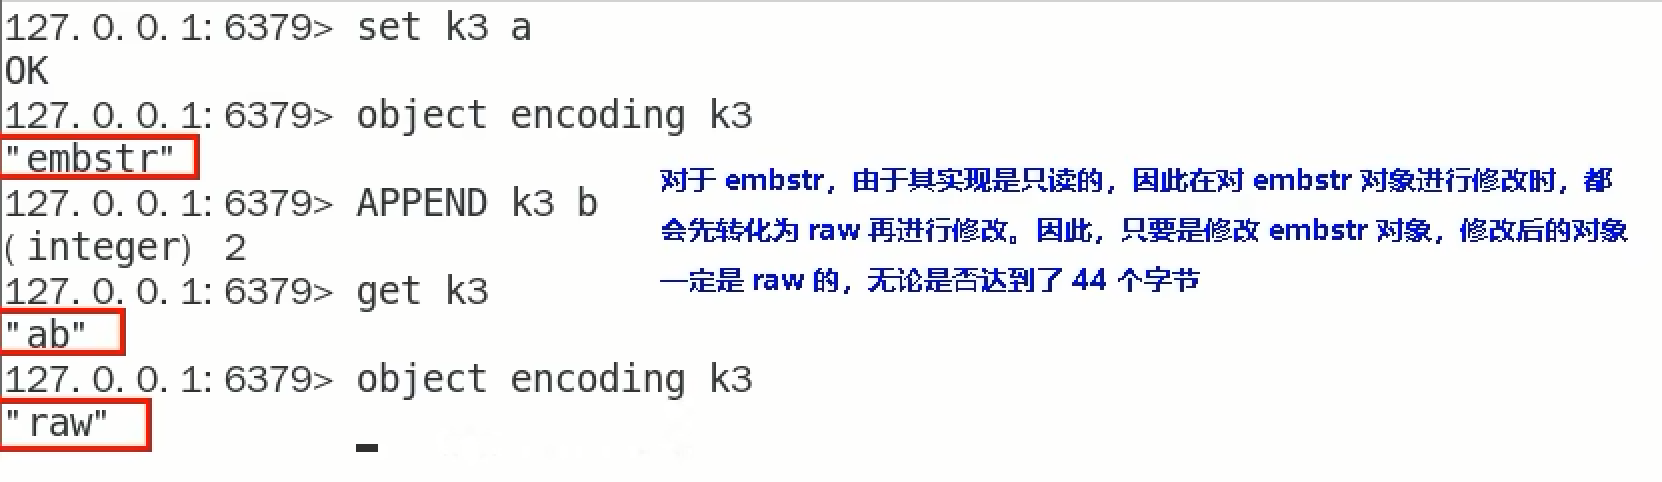 127.0.0.1:6379> set k3 a
OK
127.0.0.1:6379> object encoding k3
"embstr"
127.0.0.1:6379> APPEND k3 b
(integer) 2
127.0.0.1:6379> get k3
"ab"
127.0.0.1:6379> object encoding k3
"raw"
对于 embstr，由于其实现是只读的，因此在对 embstr 对象进行修改时，都
会先转化为 raw 再进行修改。因此，只要是修改 embstr 对象，修改后的对象
一定是 raw 的，无论是否达到了 44 个字节